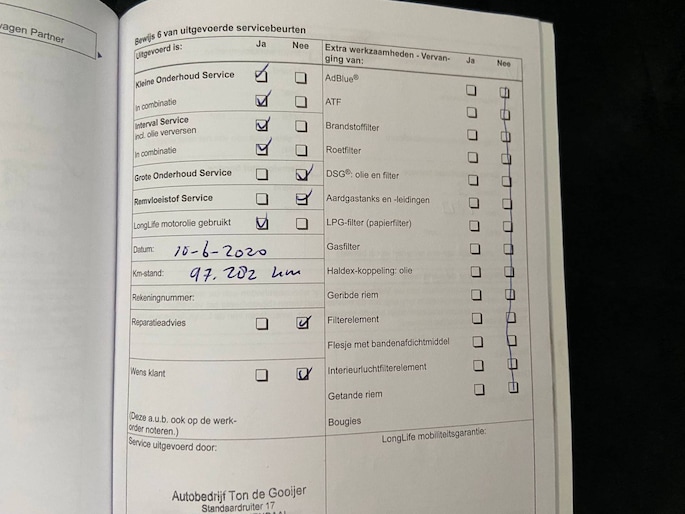 agen Partner
Bewijs 6 van uitgevoerde servicebeurten
Uitgevoerd is: Ja Nee
Kleine Onderhoud Service
In combinatie
Interval Service
incl. olie verversen
In combinatie
Grote Onderhoud Service
Remvloeistof Service
LongLife motorolie gebruikt
Datum: 10-6-2020
Km-stand: 97.202 km
Rekeningnummer:
Reparatieadvies
Wens klant
(Deze a.u.b. ook op de werk-
order noteren.)
Service uitgevoerd door:
Autobedrijf Ton de Gooijer
Standaardruiter 17
Extra werkzaamheden - Vervan-
ging van: Ja Nee
AdBlue®
ATF
Brandstoffilter
Roetfilter
DSG®: olie en filter
Aardgastanks en -leidingen
LPG-filter (papierfilter)
Gasfilter
Haldex-koppeling: olie
Geribde riem
Filterelement
Flesje met bandenafdichtmiddel
Interieurluchtfilterelement
Getande riem
Bougies
LongLife mobiliteitsgarantie: